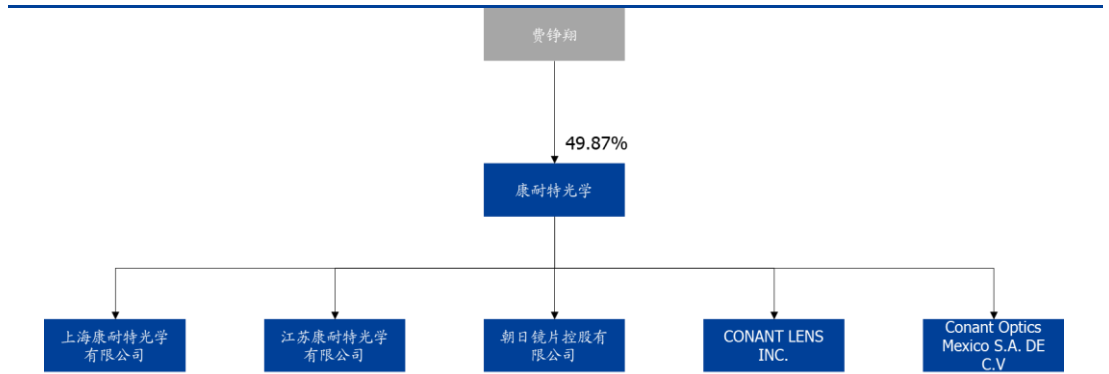 费铮翔
49.87%
康耐特光学
上海康耐特光学
有限公司
江苏康耐特光学
有限公司
朝日镜片控股有
限公司
CONANT LENS
INC.
Conant Optics
Mexico S.A. DE
C.V